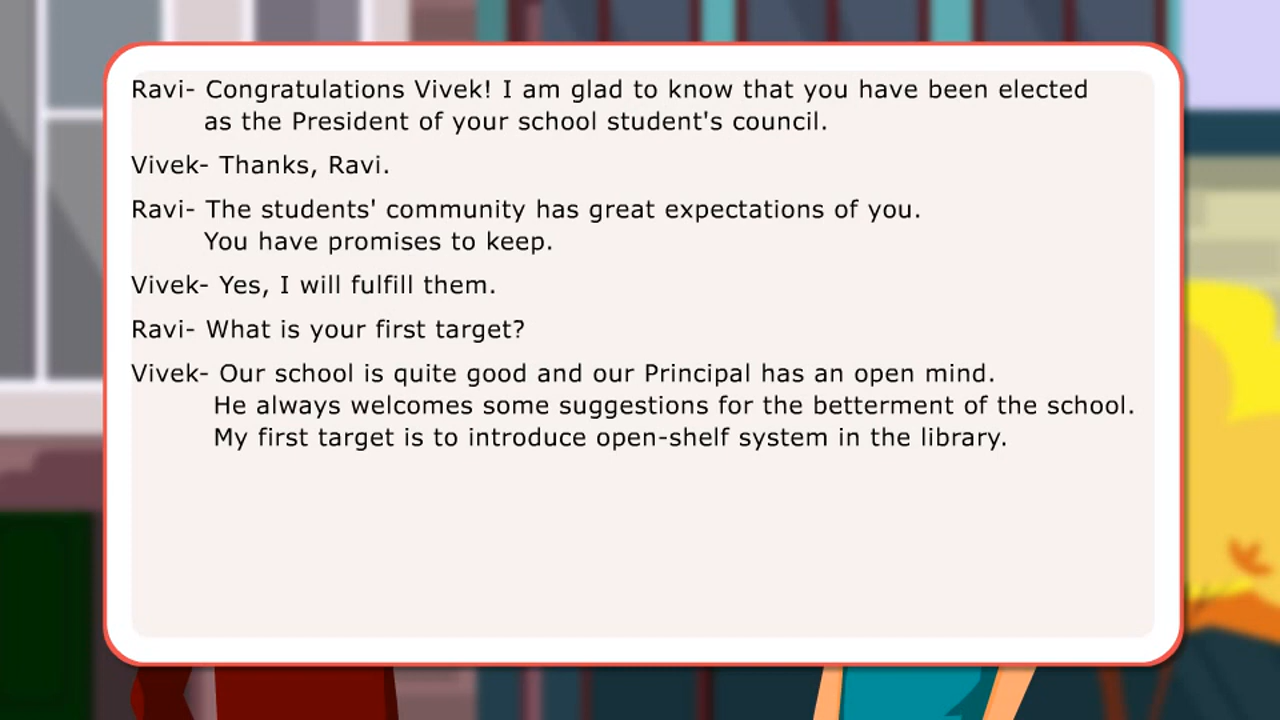 Ravi- Congratulations Vivek! I am glad to know that you have been elected
as the President of your school student's council.
Vivek- Thanks, Ravi.
Ravi- The students' community has great expectations of you.
You have promises to keep.
Vivek- Yes, I will fulfill them.
Ravi- What is your first target?
Vivek- Our school is quite good and our Principal has an open mind.
He always welcomes some suggestions for the betterment of the school.
My first target is to introduce open-shelf system in the library.